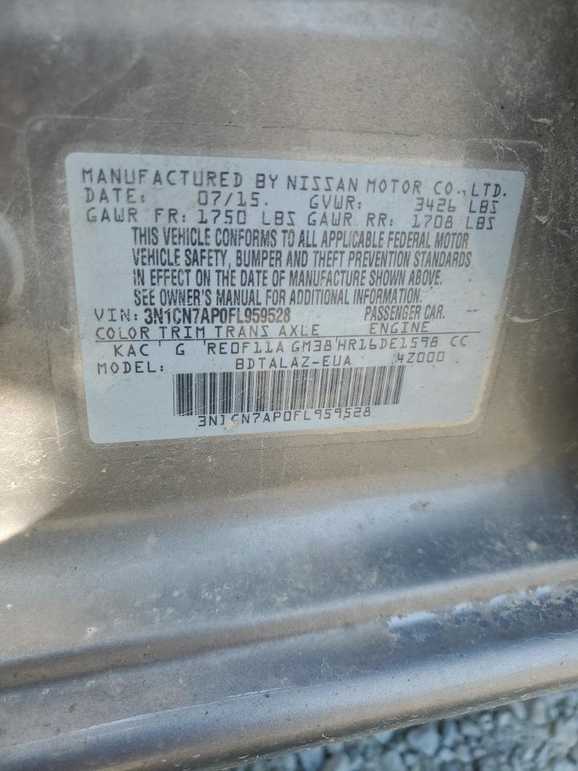 MANUFACTURED BY NISSAN MOTOR CO., LTD.
DATE: 07/15. GVWR: 3426 LBS
GAWR FR: 1750 LBS GAWR RR: 1708 LBS
THIS VEHICLE CONFORMS TO ALL APPLICABLE FEDERAL MOTOR
VEHICLE SAFETY, BUMPER AND THEFT PREVENTION STANDARDS
IN EFFECT ON THE DATE OF MANUFACTURE SHOWN ABOVE.
SEE OWNER'S MANUAL FOR ADDITIONAL INFORMATION.
VIN: 3N1CN7AP0FL959528 PASSENGER CAR.
COLOR TRIM TRANS AXLE ENGINE
KAC G RE0F11A GM38 HR16DE1598 CC
MODEL: BDTALAZ-EUA 4Z000
3N1CN7AP0FL959528